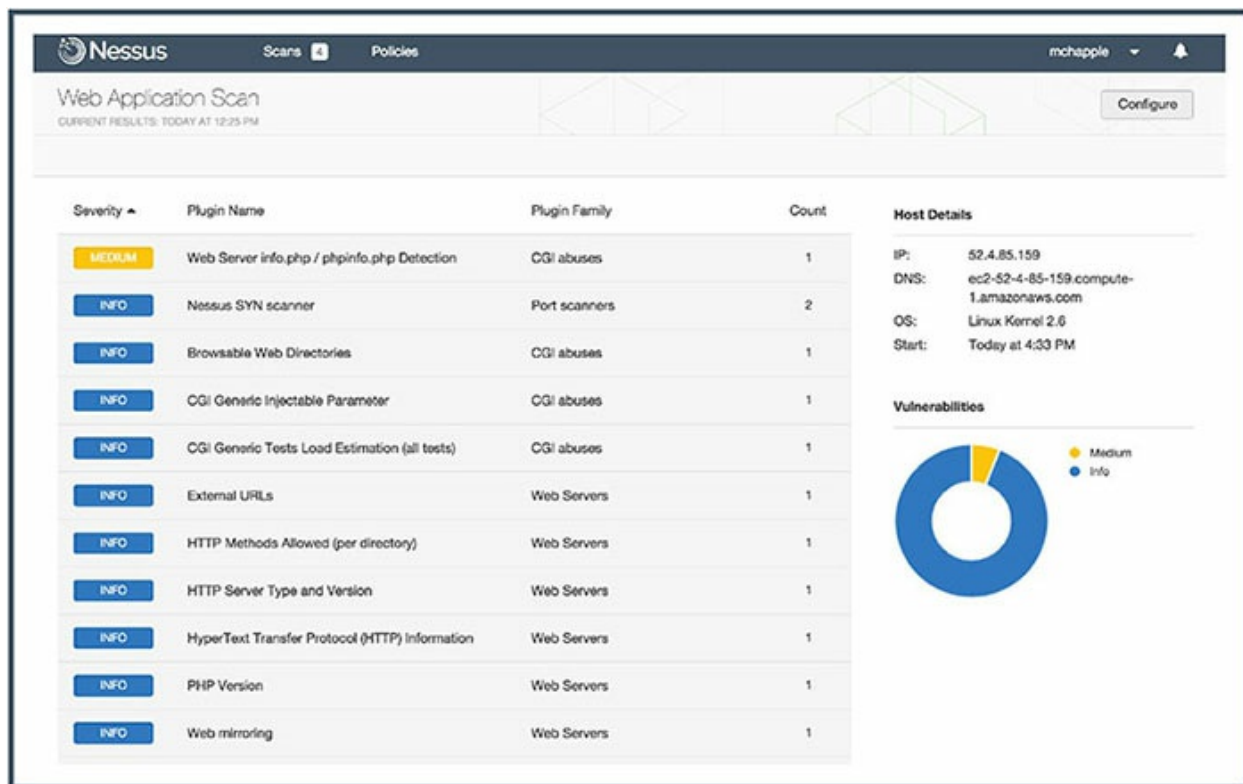 Nessus Scans 4 Policies mchapple
Web Application Scan
CURRENT RESULTS: TODAY AT 12:25 PM
Configure
Severity Plugin Name Plugin Family Count
MEDIUM Web Server info.php / phpinfo.php Detection CGI abuses 1
INFO Nessus SYN scanner Port scanners 2
INFO Browsable Web Directories CGI abuses 1
INFO CGI Generic Injectable Parameter CGI abuses 1
INFO CGI Generic Tests Load Estimation (all tests) CGI abuses 1
INFO External URLs Web Servers 1
INFO HTTP Methods Allowed (per directory) Web Servers 1
INFO HTTP Server Type and Version Web Servers 1
INFO HyperText Transfer Protocol (HTTP) Information Web Servers 1
INFO PHP Version Web Servers 1
INFO Web mirroring Web Servers 1
Host Details
IP: 52.4.85.159
DNS: ec2-52-4-85-159.compute-
1.amazonaws.com
OS: Linux Kernel 2.6
Start: Today at 4:33 PM
Vulnerabilities
Medium
Info